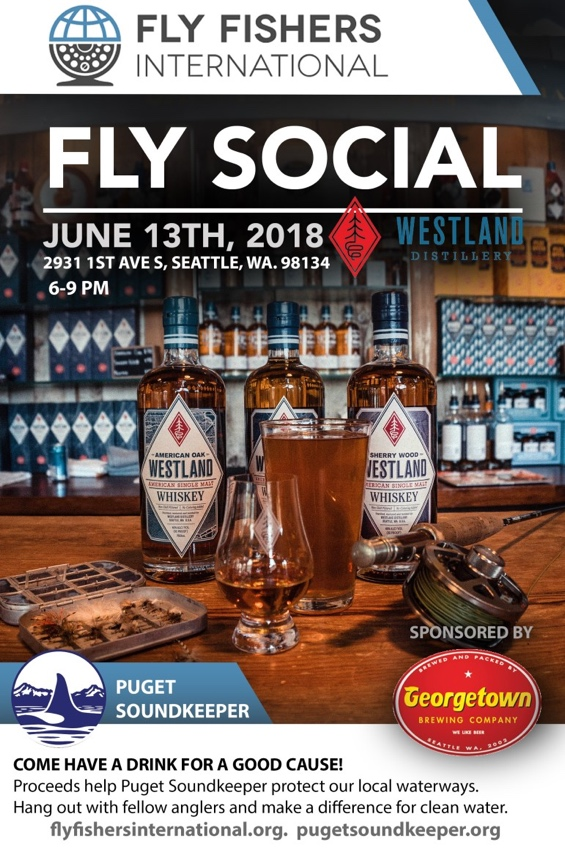 FLY FISHERS
INTERNATIONAL
FLY SOCIAL
JUNE 13TH, 2018
2931 1ST AVE S, SEATTLE, WA. 98134
6-9 PM
WESTLAND
DISTILLERY
AMERICAN OAK
WESTLAND
AMERICAN SINGLE MALT
WHISKEY
SHERRY WOOD
WESTLAND
AMERICAN SINGLE MALT
WHISKEY
SPONSORED BY
PUGET
SOUNDKEEPER
BREWED AND PACKED BY
Georgetown
BREWING COMPANY
WE LIKE BEER
SEATTLE WA, 2002
COME HAVE A DRINK FOR A GOOD CAUSE!
Proceeds help Puget Soundkeeper protect our local waterways.
Hang out with fellow anglers and make a difference for clean water.
flyfishersinternational.org. pugetsoundkeeper.org